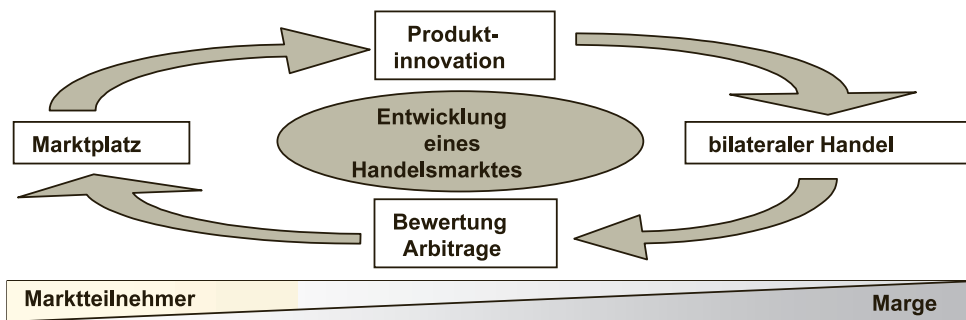 Produkt-
innovation
Entwicklung
eines
Handelsmarktes
Marktplatz
bilateraler Handel
Bewertung
Arbitrage
Marktteilnehmer
Marge